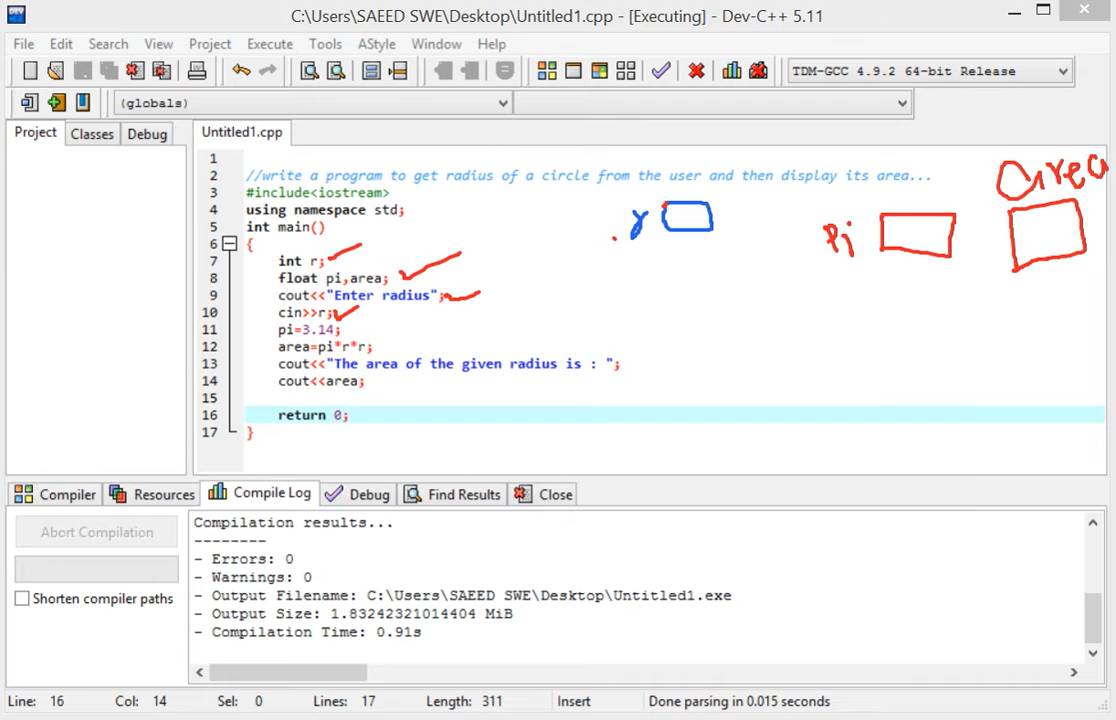 C:\Users\SAEED SWE\Desktop\Untitled1.cpp - [Executing] - Dev-C++ 5.11
File Edit Search View Project Execute Tools AStyle Window Help
TDM-GCC 4.9.2 64-bit Release
(globals)
Project Classes Debug Untitled1.cpp
1
2 //write a program to get radius of a circle from the user and then display its area...
3 #include<iostream>
4 using namespace std;
5 int main()
6 {
7 int r;
8 float pi,area;
9 cout<<"Enter radius";
10 cin>>r;
11 pi=3.14;
12 area=pi*r*r;
13 cout<<"The area of the given radius is : ";
14 cout<<area;
15
16 return 0;
17 }
r
Pi
area
Compiler Resources Compile Log Debug Find Results Close
Abort Compilation
Shorten compiler paths
Compilation results...
--------
- Errors: 0
- Warnings: 0
- Output Filename: C:\Users\SAEED SWE\Desktop\Untitled1.exe
- Output Size: 1.83242321014404 MiB
- Compilation Time: 0.91s
Line: 16 Col: 14 Sel: 0 Lines: 17 Length: 311 Insert Done parsing in 0.015 seconds